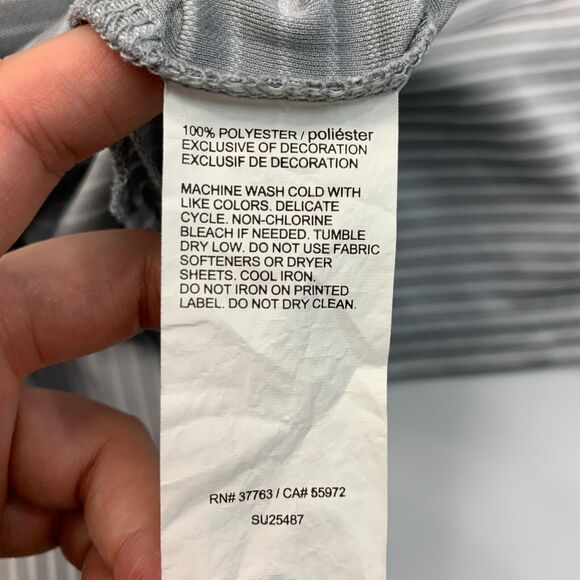 100% POLYESTER / poliéster
EXCLUSIVE OF DECORATION
EXCLUSIF DE DECORATION
MACHINE WASH COLD WITH
LIKE COLORS. DELICATE
CYCLE. NON-CHLORINE
BLEACH IF NEEDED. TUMBLE
DRY LOW. DO NOT USE FABRIC
SOFTENERS OR DRYER
SHEETS. COOL IRON.
DO NOT IRON ON PRINTED
LABEL. DO NOT DRY CLEAN.
RN# 37763 / CA# 55972
SU25487